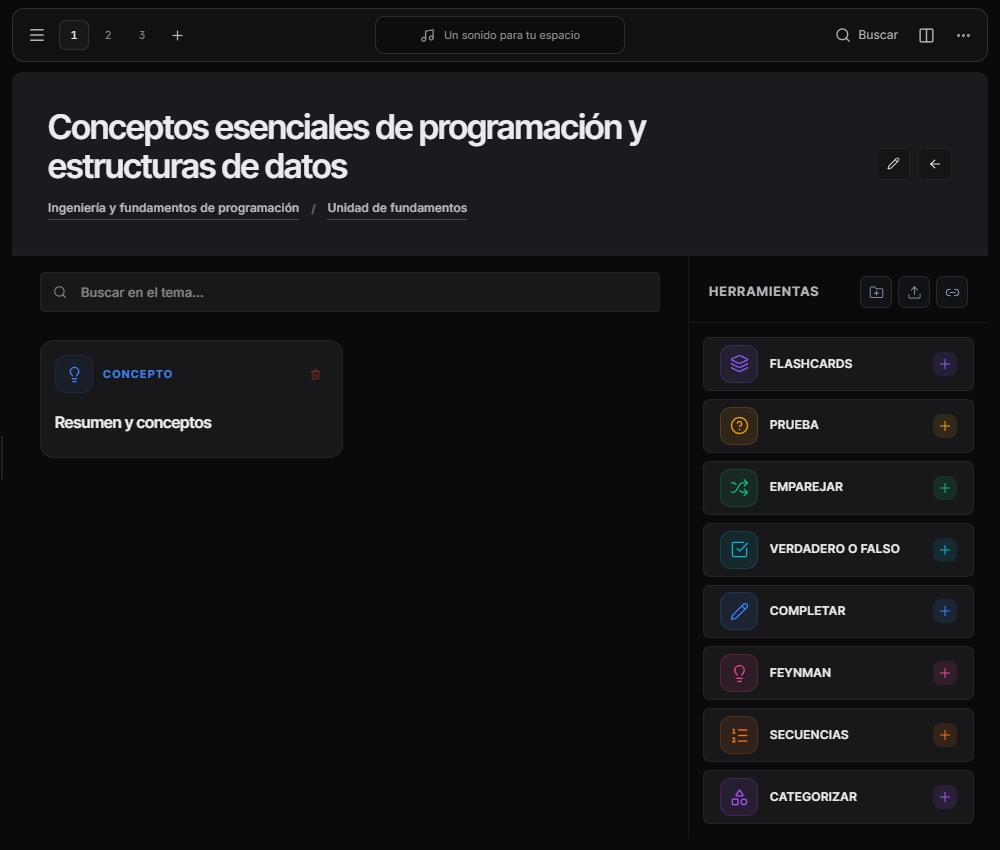 1 2 3 Un sonido para tu espacio Buscar
Conceptos esenciales de programación y
estructuras de datos
Ingeniería y fundamentos de programación / Unidad de fundamentos
Buscar en el tema...
CONCEPTO
Resumen y conceptos
HERRAMIENTAS
FLASHCARDS
PRUEBA
EMPAREJAR
VERDADERO O FALSO
COMPLETAR
FEYNMAN
SECUENCIAS
CATEGORIZAR